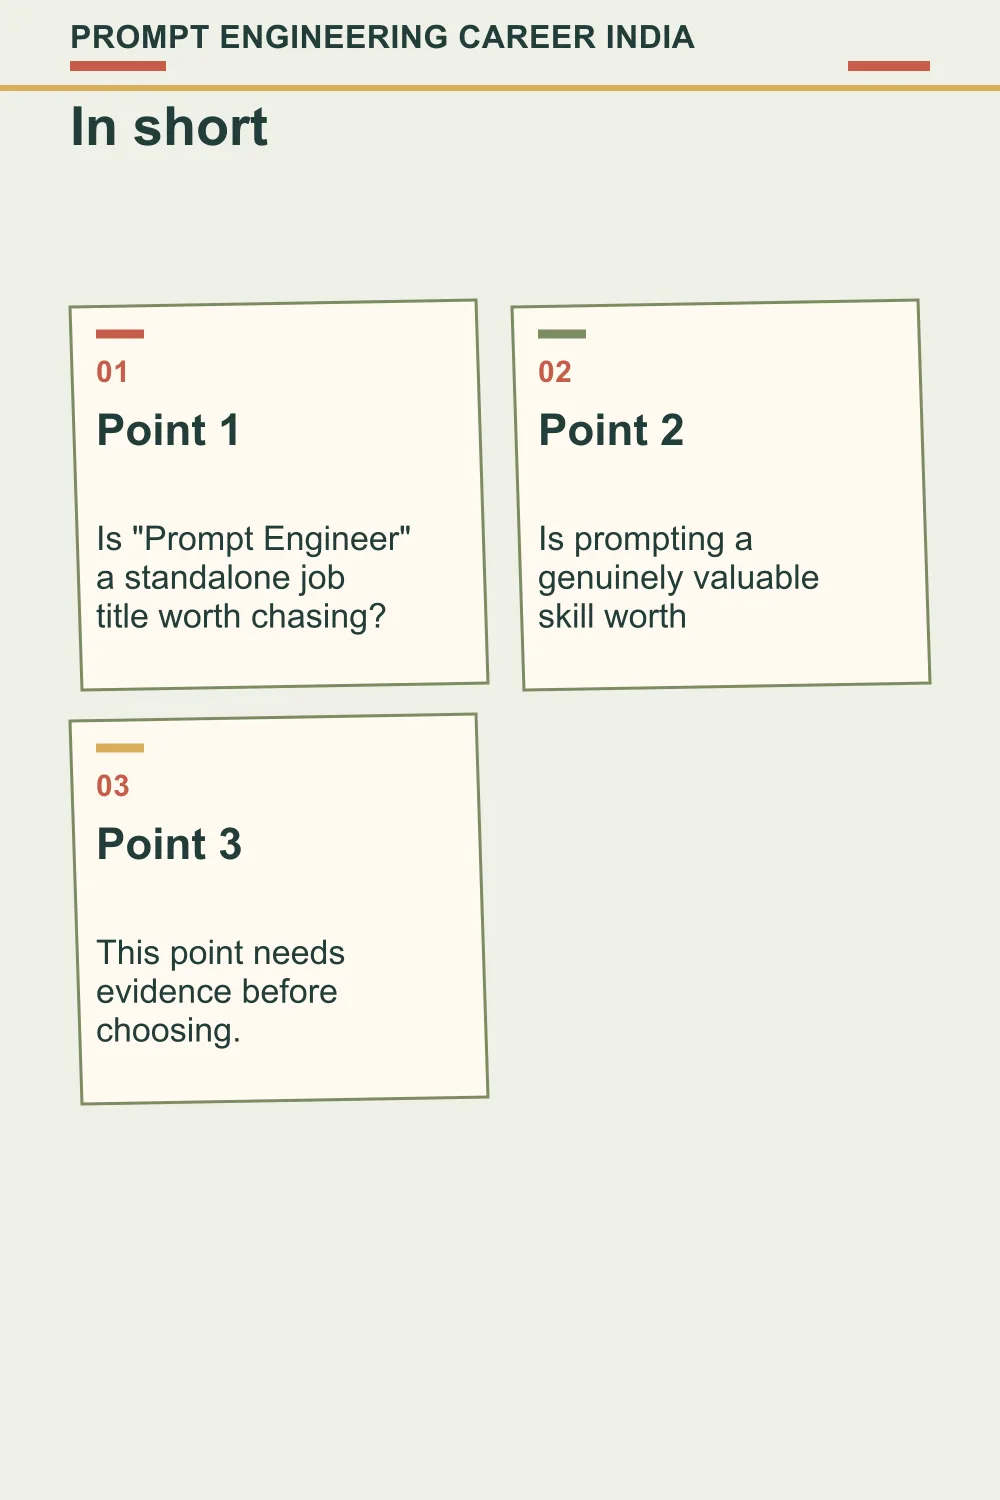 PROMPT ENGINEERING CAREER INDIA
In short
01
Point 1
Is "Prompt Engineer"
a standalone job
title worth chasing?
02
Point 2
Is prompting a
genuinely valuable
skill worth
03
Point 3
This point needs
evidence before
choosing.